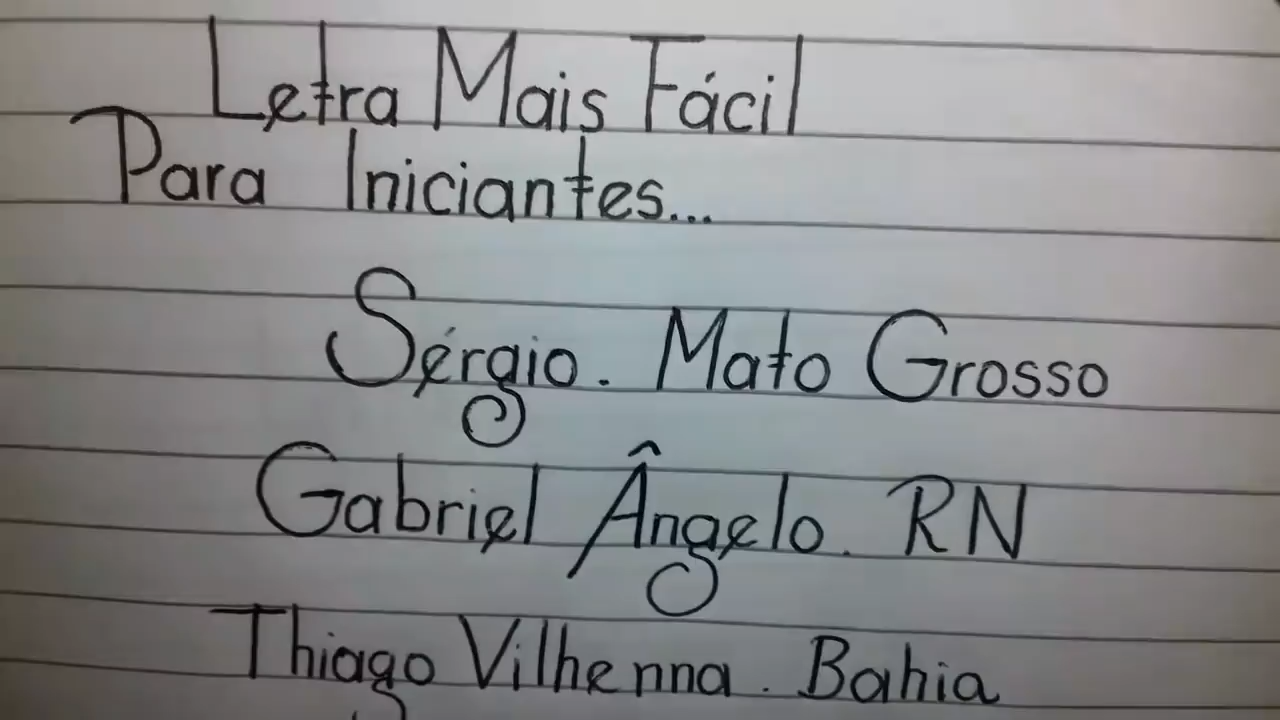 Letra Mais Fácil
Para Iniciantes...
Sérgio. Mato Grosso
Gabriel Ângelo. RN
Thiago Vilhenna. Bahia